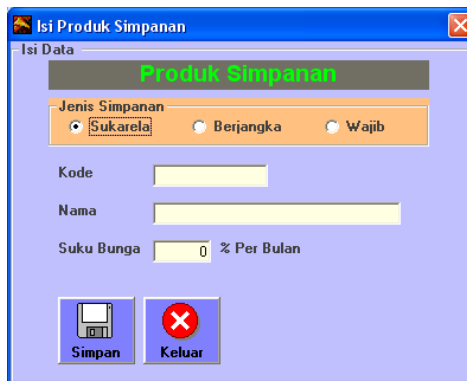 Isi Produk Simpanan
Isi Data
Produk Simpanan
Jenis Simpanan
Sukarela Berjangka Wajib
Kode
Nama
Suku Bunga 0 % Per Bulan
Simpan Keluar